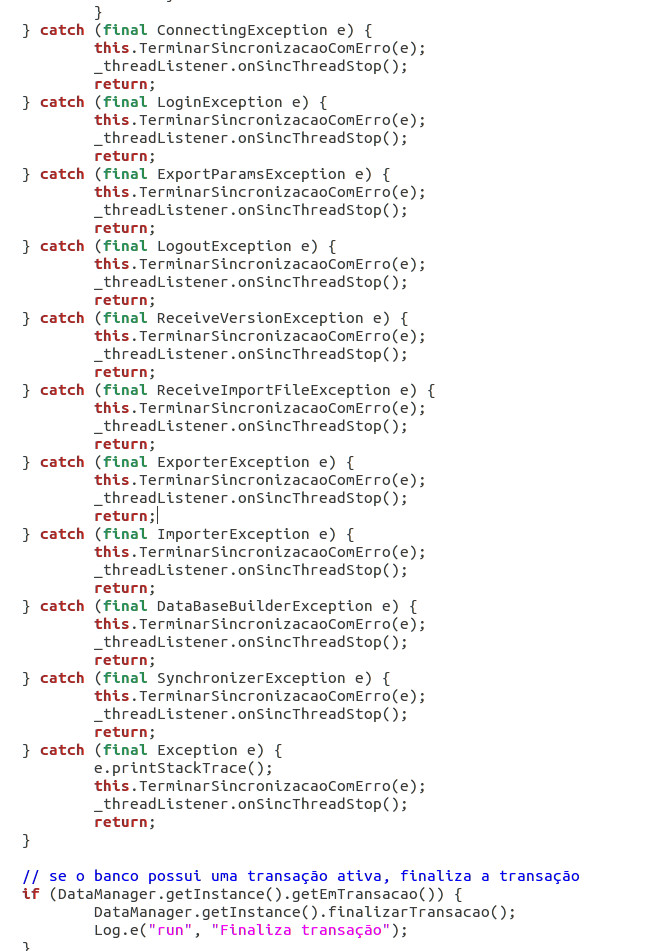 }
} catch (final ConnectingException e) {
this.TerminarSincronizacaoComErro(e);
_threadListener.onSincThreadStop();
return;
} catch (final LoginException e) {
this.TerminarSincronizacaoComErro(e);
_threadListener.onSincThreadStop();
return;
} catch (final ExportParamsException e) {
this.TerminarSincronizacaoComErro(e);
_threadListener.onSincThreadStop();
return;
} catch (final LogoutException e) {
this.TerminarSincronizacaoComErro(e);
_threadListener.onSincThreadStop();
return;
} catch (final ReceiveVersionException e) {
this.TerminarSincronizacaoComErro(e);
_threadListener.onSincThreadStop();
return;
} catch (final ReceiveImportFileException e) {
this.TerminarSincronizacaoComErro(e);
_threadListener.onSincThreadStop();
return;
} catch (final ExporterException e) {
this.TerminarSincronizacaoComErro(e);
_threadListener.onSincThreadStop();
return;
} catch (final ImporterException e) {
this.TerminarSincronizacaoComErro(e);
_threadListener.onSincThreadStop();
return;
} catch (final DataBaseBuilderException e) {
this.TerminarSincronizacaoComErro(e);
_threadListener.onSincThreadStop();
return;
} catch (final SynchronizerException e) {
this.TerminarSincronizacaoComErro(e);
_threadListener.onSincThreadStop();
return;
} catch (final Exception e) {
e.printStackTrace();
this.TerminarSincronizacaoComErro(e);
_threadListener.onSincThreadStop();
return;
}
// se o banco possui uma transação ativa, finaliza a transação
if (DataManager.getInstance().getEmTransacao()) {
DataManager.getInstance().finalizarTransacao();
Log.e("run", "Finaliza transação");
}